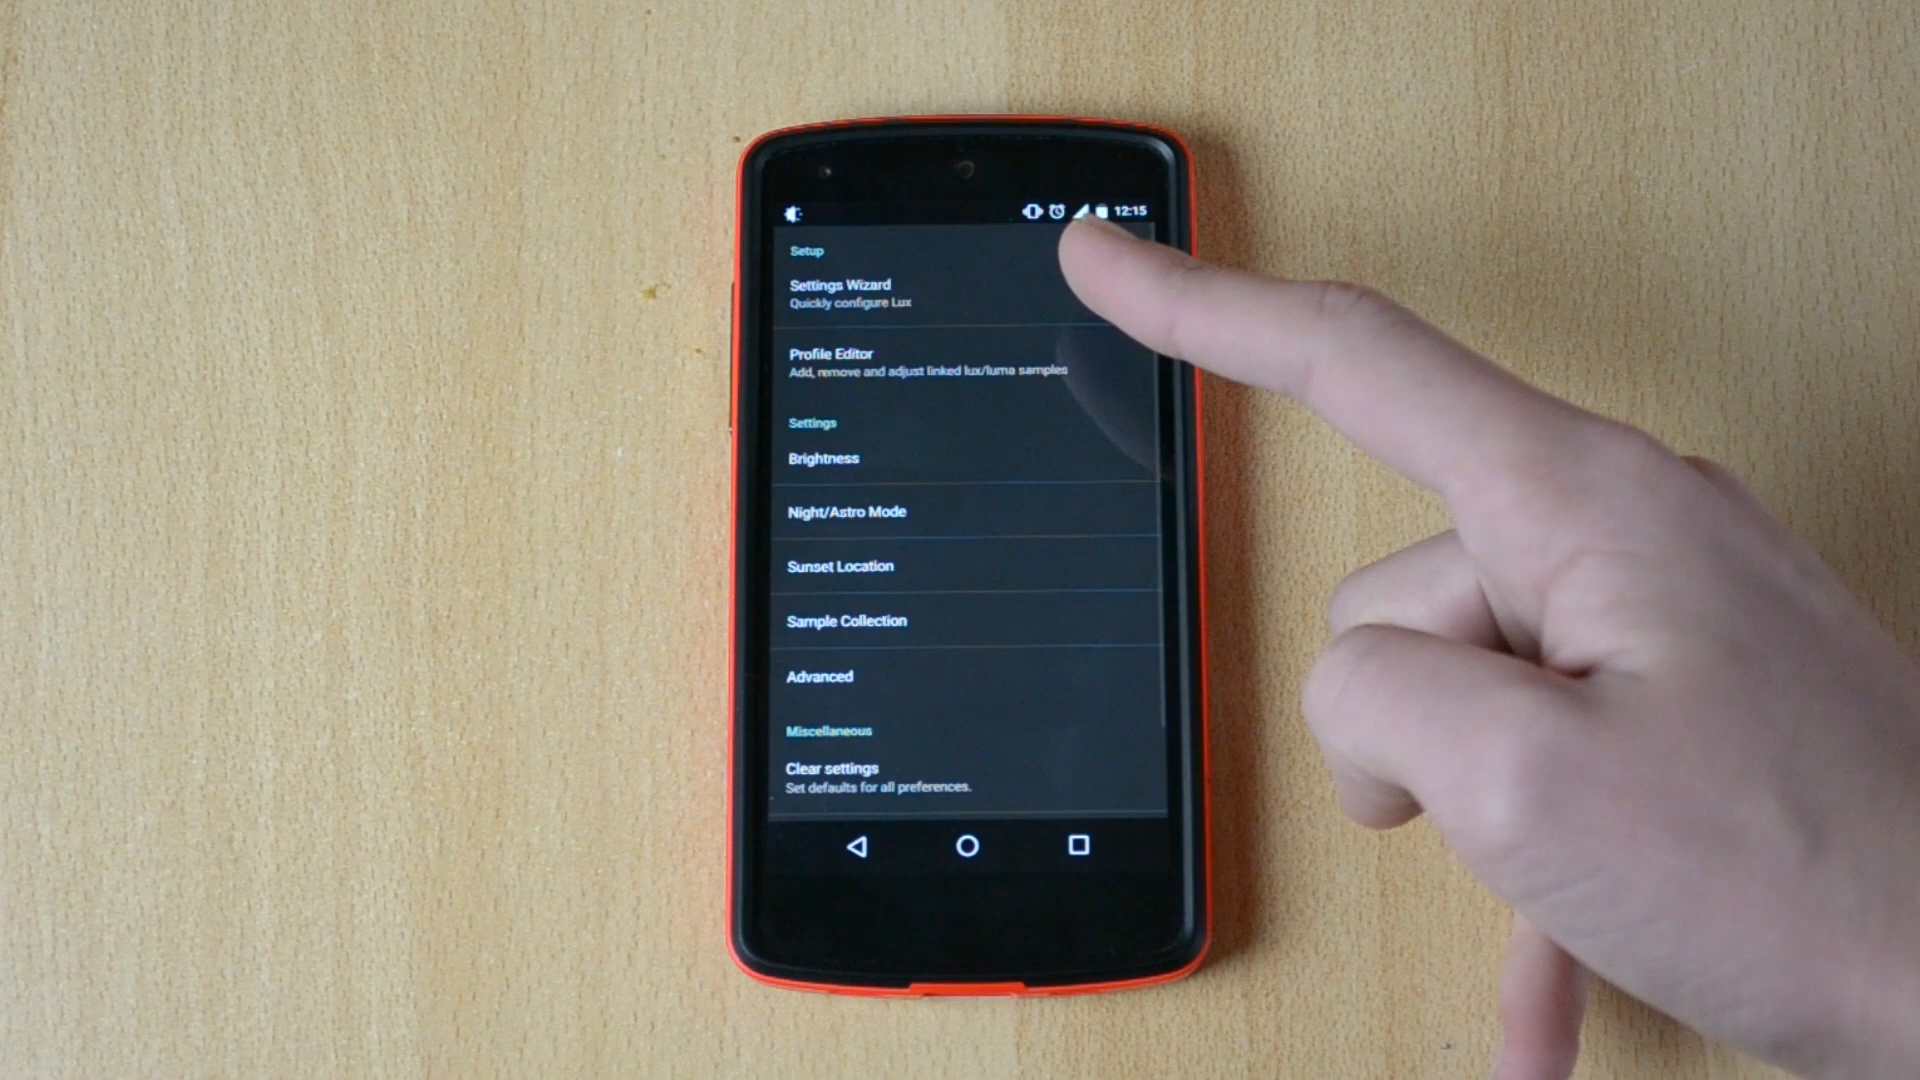 12:15
Setup
Settings Wizard
Quickly configure Lux
Profile Editor
Add, remove and adjust linked lux/luma samples
Settings
Brightness
Night/Astro Mode
Sunset Location
Sample Collection
Advanced
Miscellaneous
Clear settings
Set defaults for all preferences.